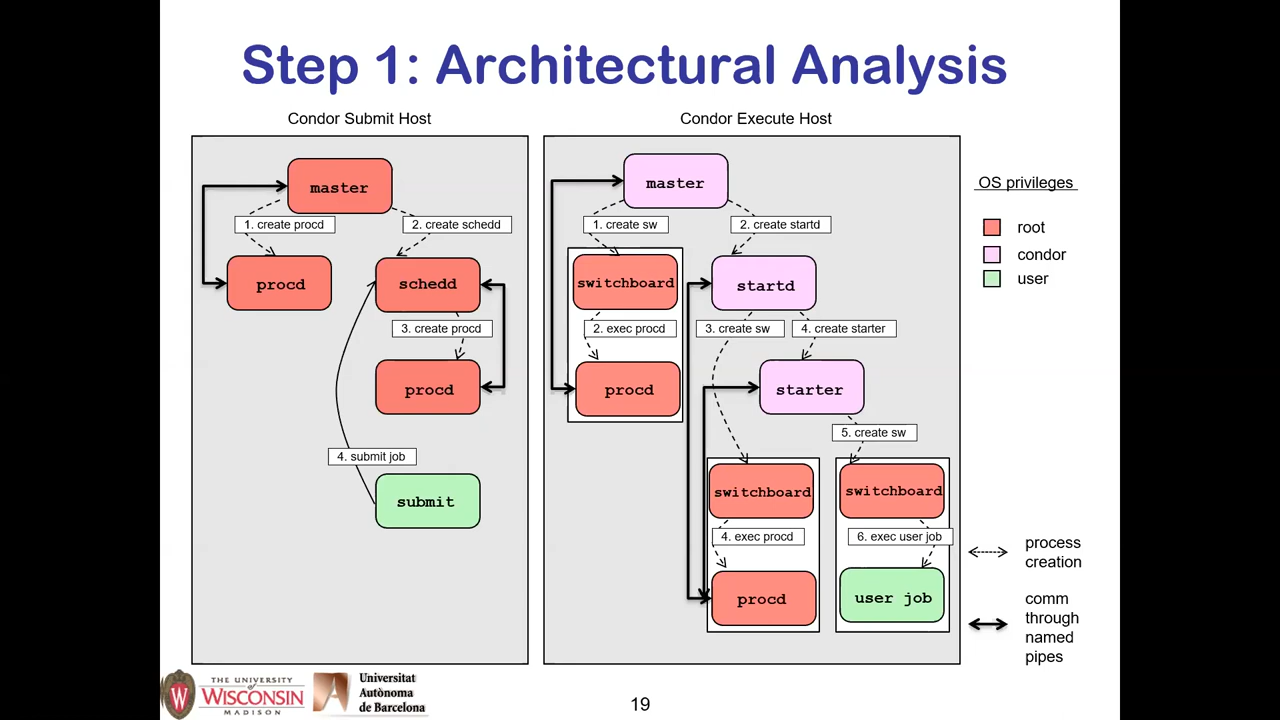 Step 1: Architectural Analysis
Condor Submit Host
master
1. create procd
2. create schedd
procd
schedd
3. create procd
procd
4. submit job
submit
Condor Execute Host
master
1. create sw
2. create startd
switchboard
startd
2. exec procd
3. create sw
4. create starter
procd
starter
5. create sw
switchboard
switchboard
4. exec procd
6. exec user job
procd
user job
OS privileges
root
condor
user
process
creation
comm
through
named
pipes
W
THE UNIVERSITY
of
WISCONSIN
MADISON
Universitat
Autònoma
de Barcelona
19